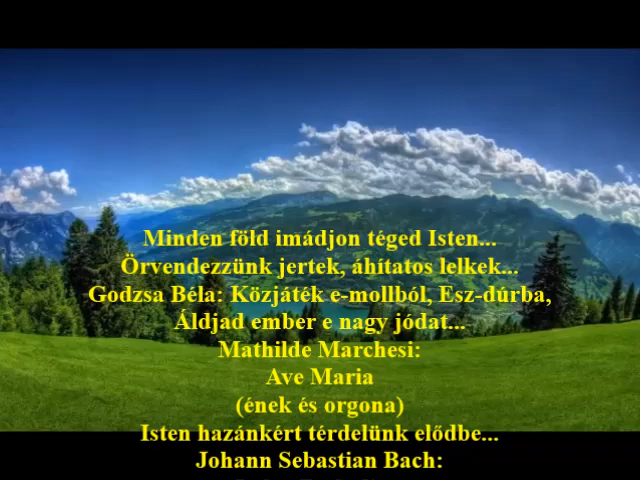 Minden föld imádjon téged Isten...
Örvendezzünk jertek, áhítatos lelkek...
Godzsa Béla: Közjáték e-mollból, Esz-dúrba,
Áldjad ember e nagy jódat...
Mathilde Marchesi:
Ave Maria
(ének és orgona)
Isten hazánkért térdelünk elődbe...
Johann Sebastian Bach: